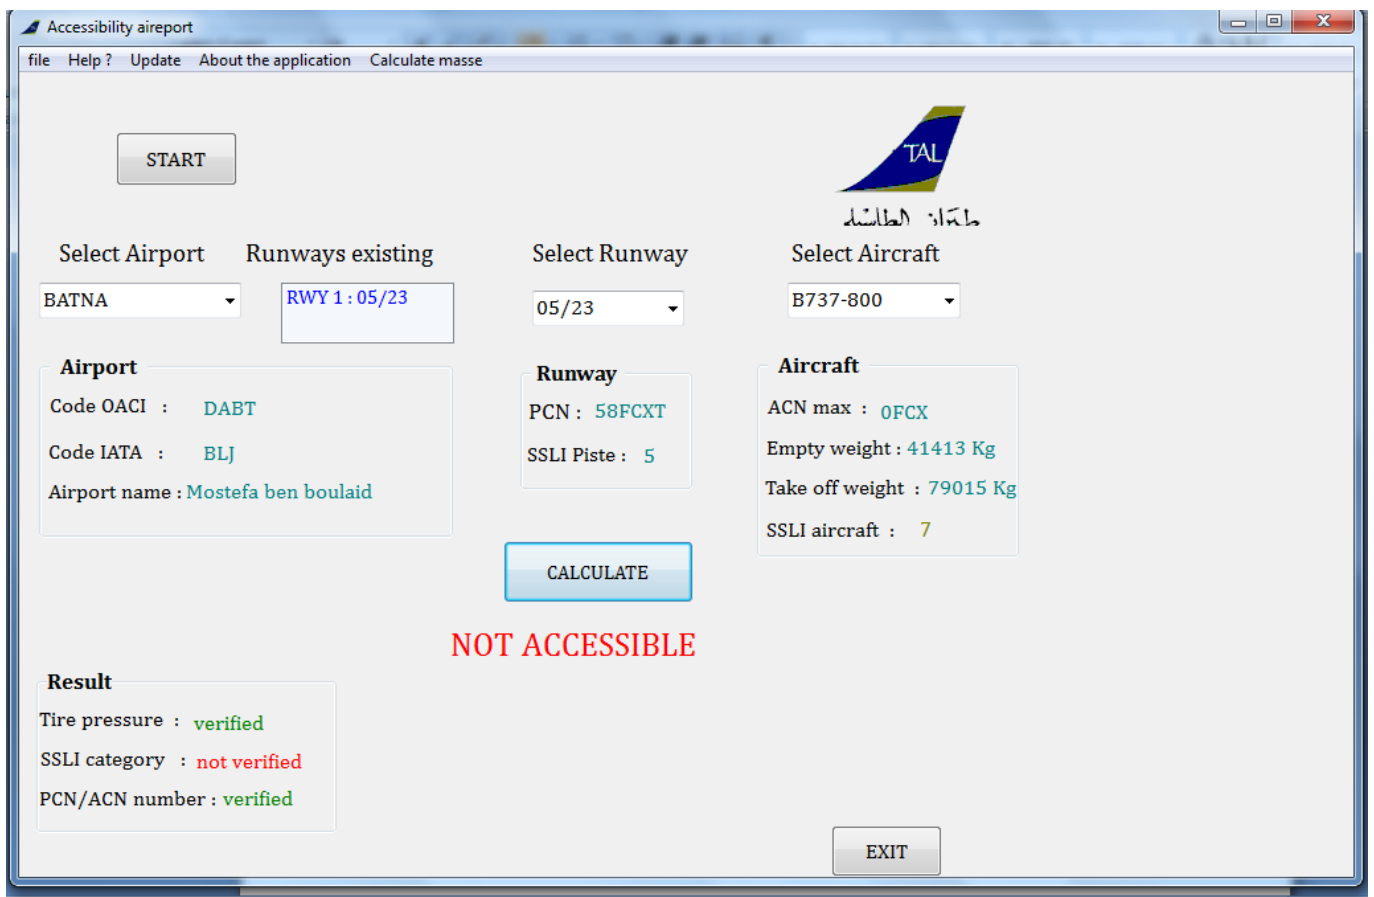 Accessibility aireport
file Help ? Update About the application Calculate masse
START
TAL
طيران الطاسيلي
Select Airport Runways existing Select Runway Select Aircraft
BATNA
RWY 1 : 05/23
05/23
B737-800
Airport
Code OACI : DABT
Code IATA : BLJ
Airport name : Mostefa ben boulaid
Runway
PCN : 58FCXT
SSLI Piste : 5
Aircraft
ACN max : 0FCX
Empty weight : 41413 Kg
Take off weight : 79015 Kg
SSLI aircraft : 7
CALCULATE
NOT ACCESSIBLE
Result
Tire pressure : verified
SSLI category : not verified
PCN/ACN number : verified
EXIT